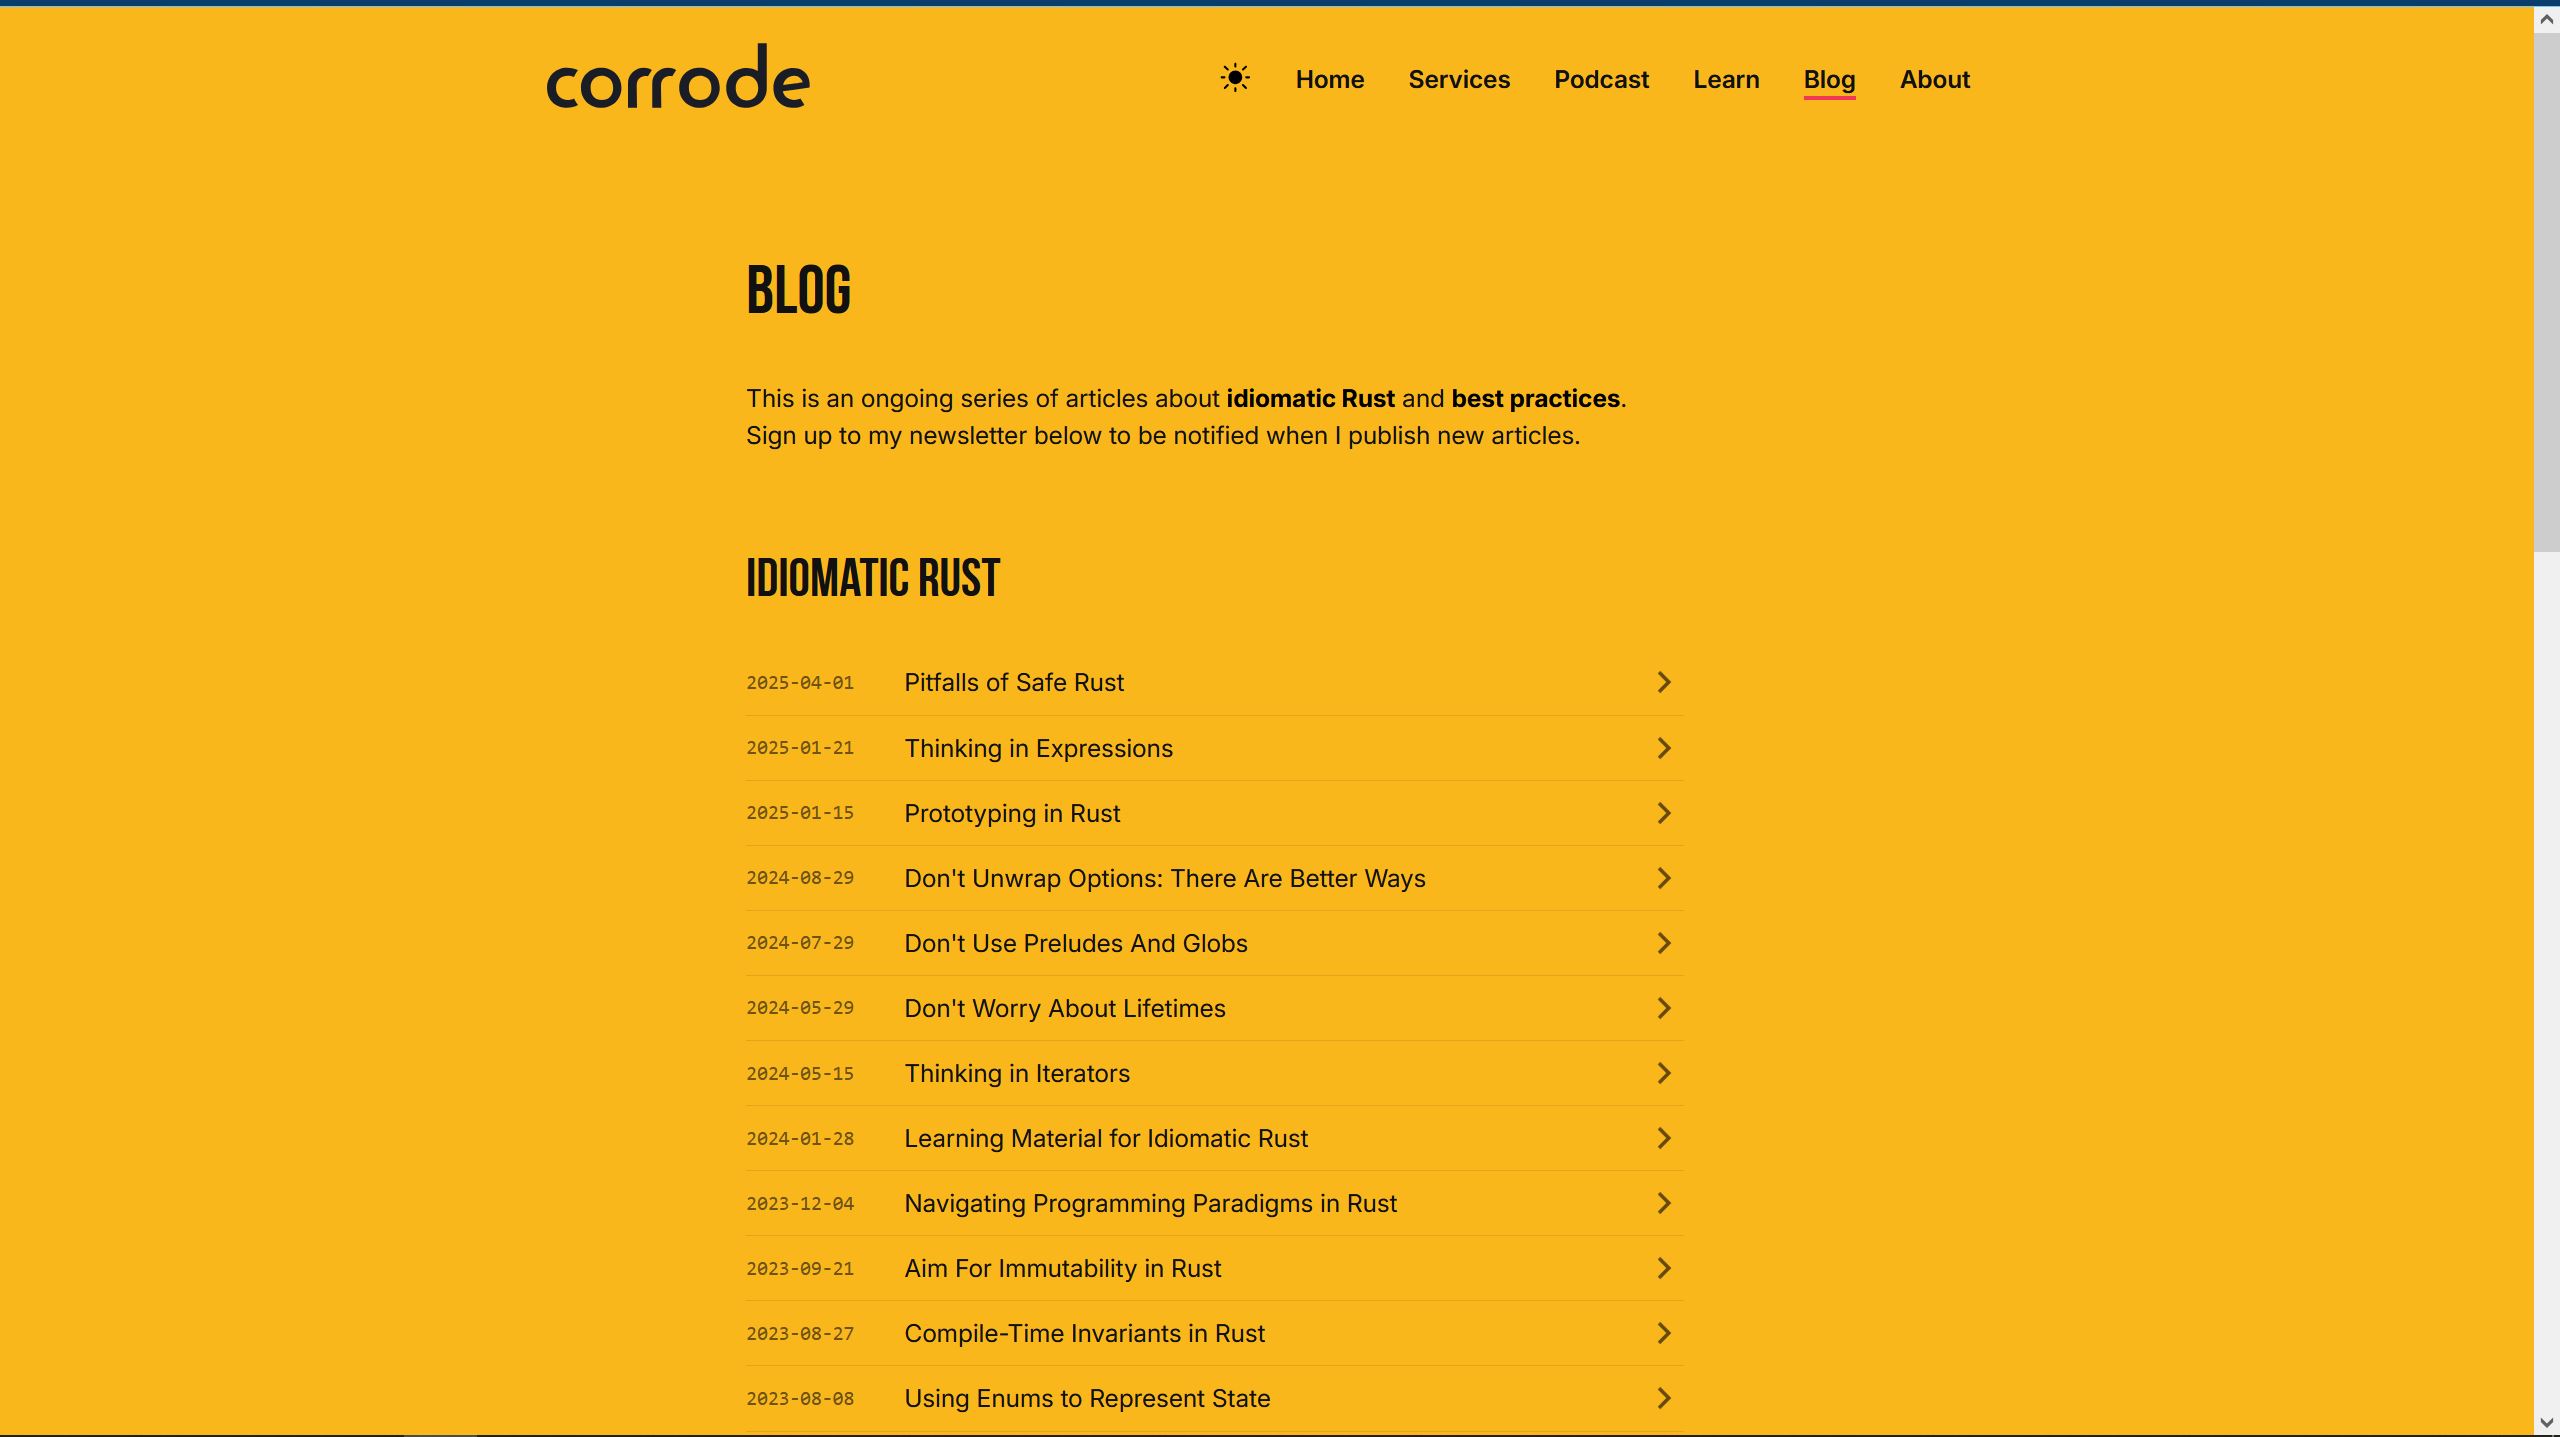 corrode
Home Services Podcast Learn Blog About
BLOG
This is an ongoing series of articles about idiomatic Rust and best practices.
Sign up to my newsletter below to be notified when I publish new articles.
IDIOMATIC RUST
2025-04-01 Pitfalls of Safe Rust
2025-01-21 Thinking in Expressions
2025-01-15 Prototyping in Rust
2024-08-29 Don't Unwrap Options: There Are Better Ways
2024-07-29 Don't Use Preludes And Globs
2024-05-29 Don't Worry About Lifetimes
2024-05-15 Thinking in Iterators
2024-01-28 Learning Material for Idiomatic Rust
2023-12-04 Navigating Programming Paradigms in Rust
2023-09-21 Aim For Immutability in Rust
2023-08-27 Compile-Time Invariants in Rust
2023-08-08 Using Enums to Represent State